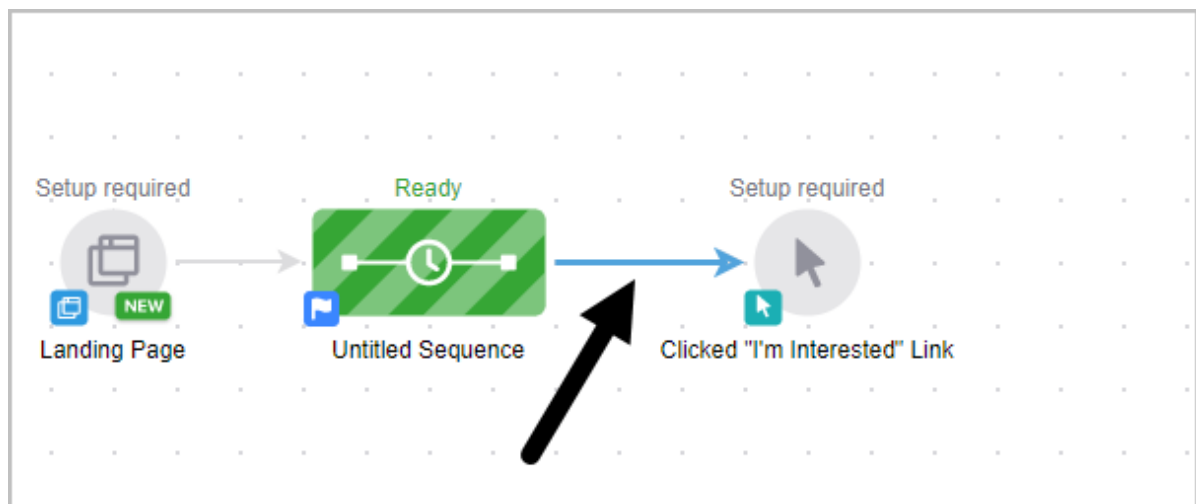 Setup required
Ready
Setup required
NEW
Landing Page
Untitled Sequence
Clicked "I'm Interested" Link